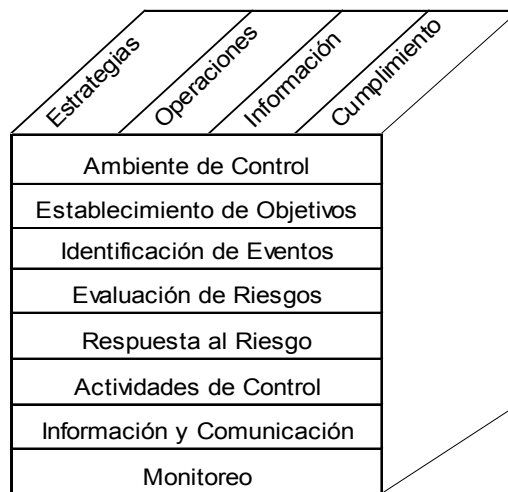 Estrategias
Operaciones
Información
Cumplimiento
Ambiente de Control
Establecimiento de Objetivos
Identificación de Eventos
Evaluación de Riesgos
Respuesta al Riesgo
Actividades de Control
Información y Comunicación
Monitoreo